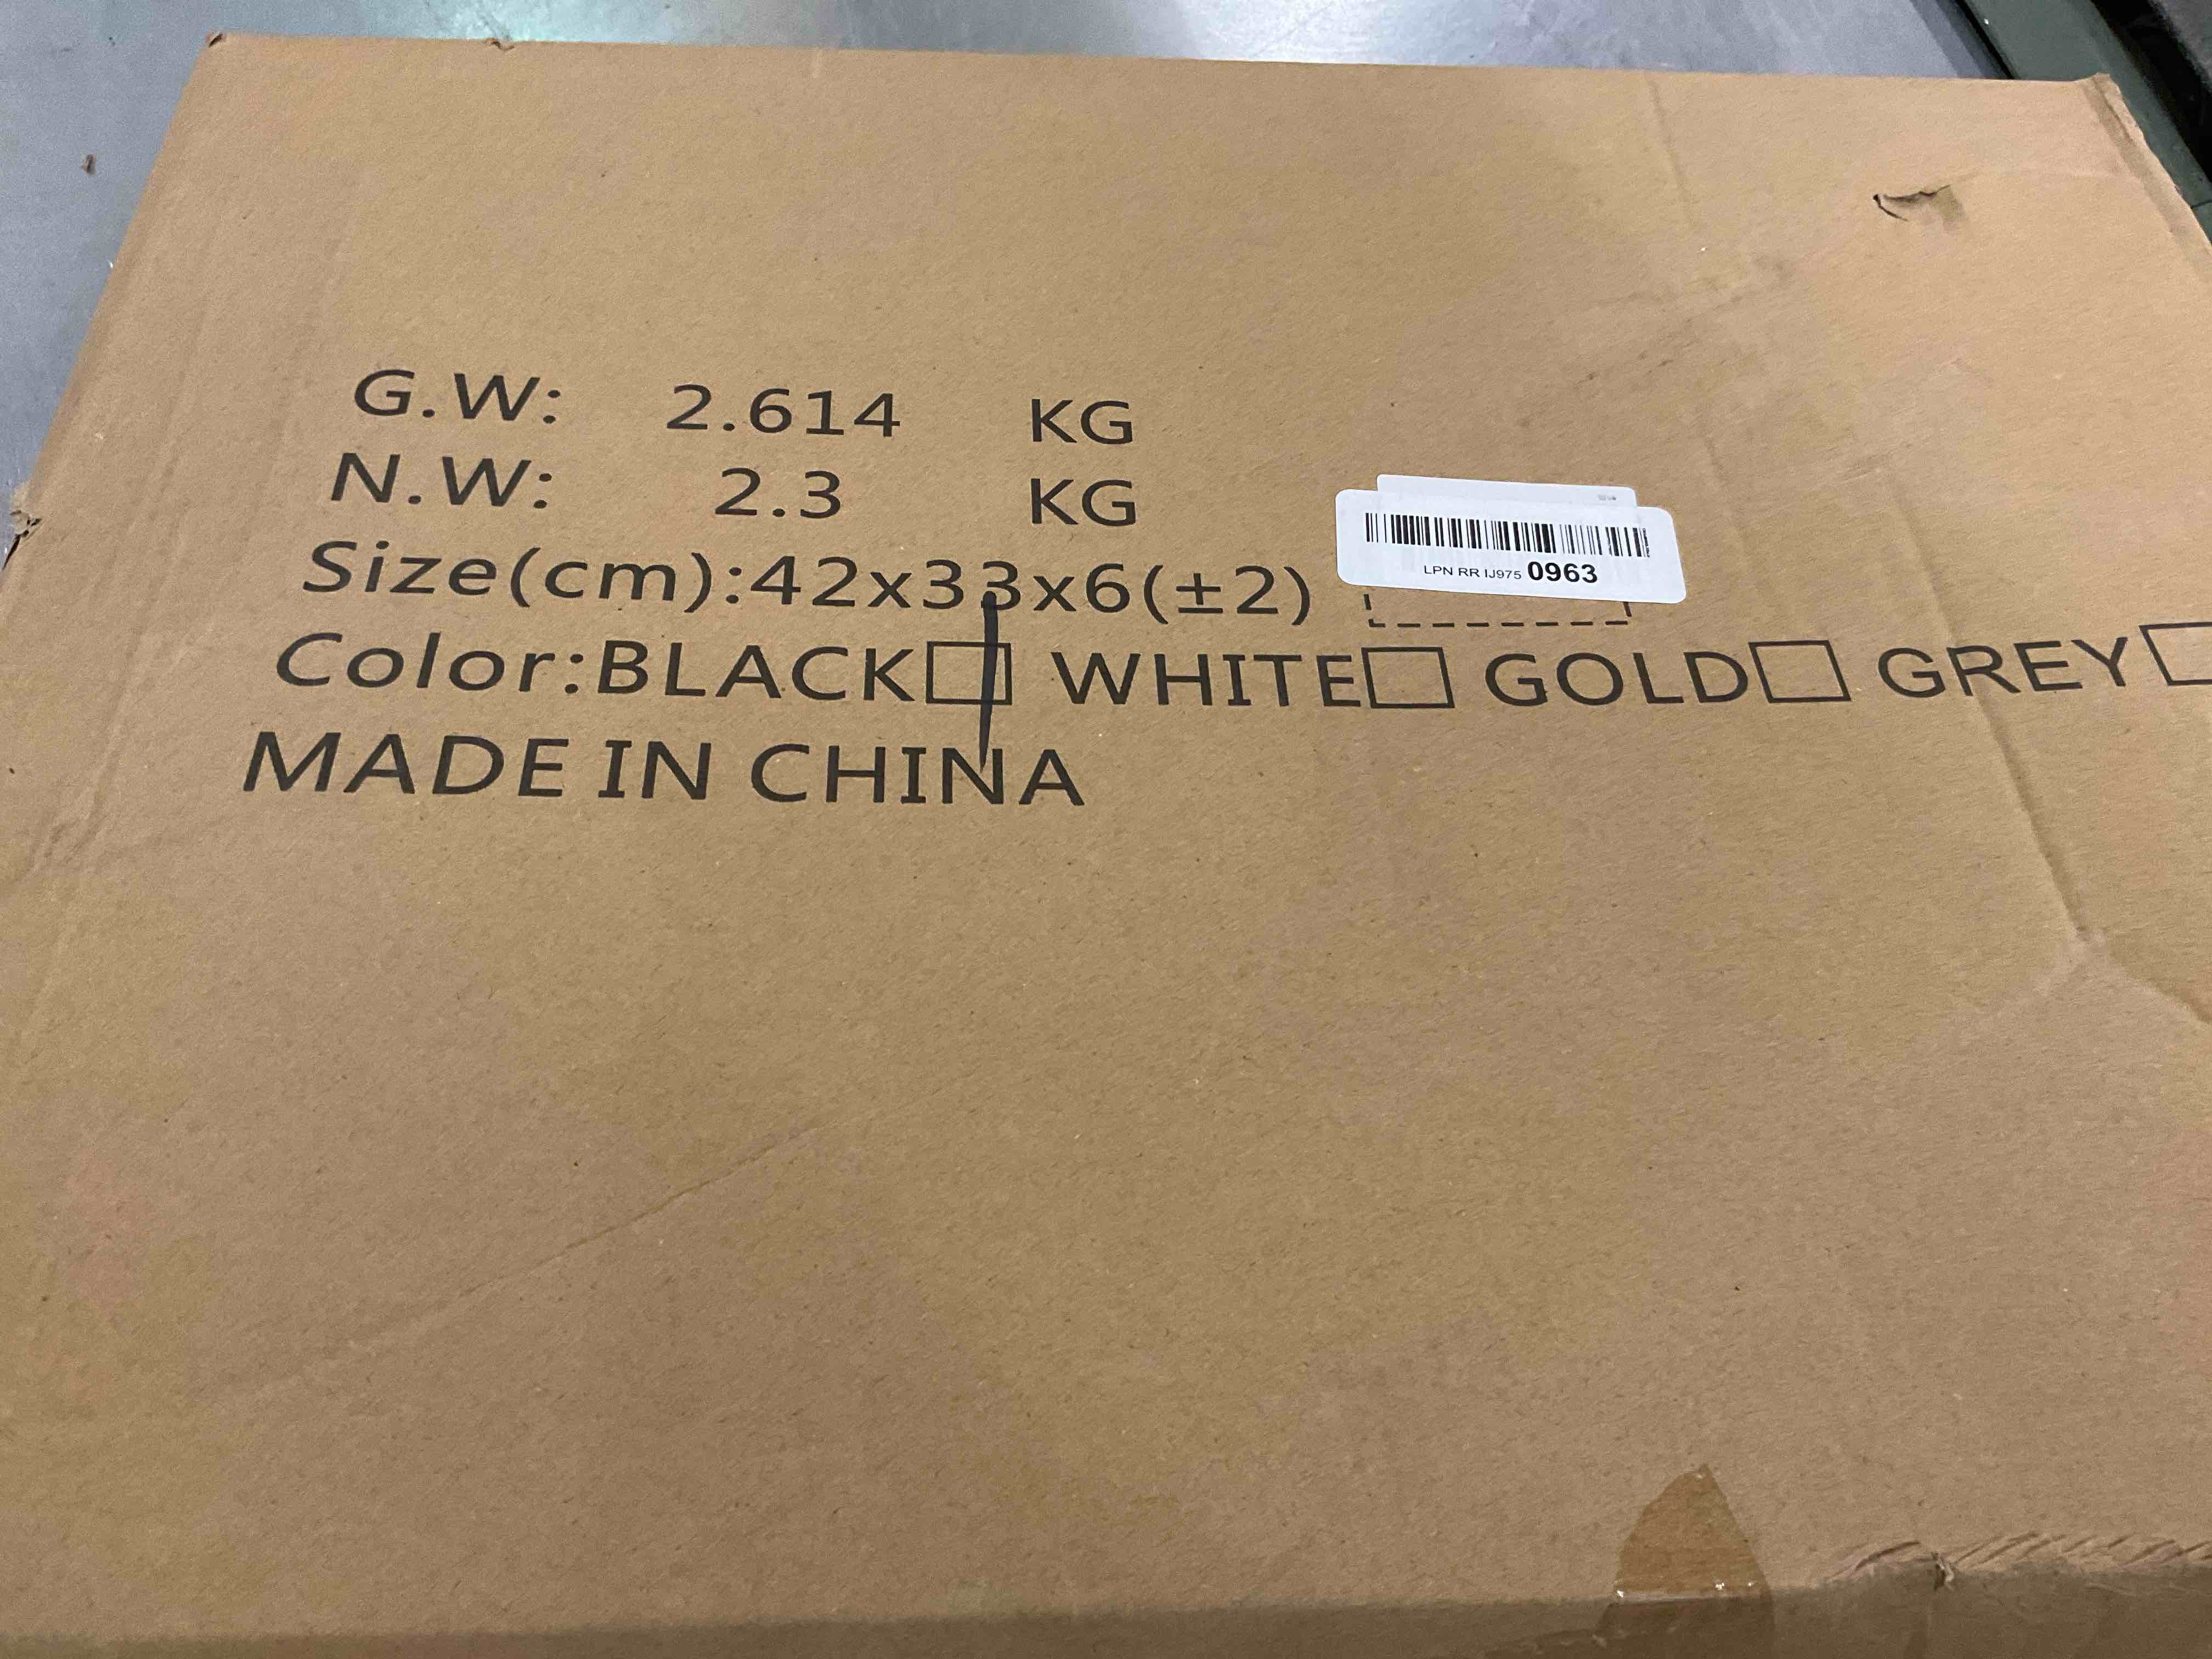 G.W: 2.614 KG
N.W: 2.3 KG
Size(cm):42x33x6(±2)
LPN RR IJ975 0963
Color:BLACK□ WHITE□ GOLD□ GREY□
MADE IN CHINA